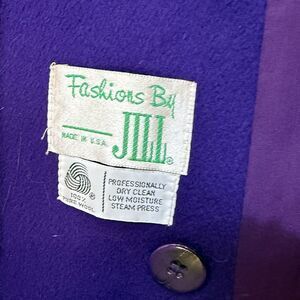 Fashions By
JILL®
MADE IN U.S.A.
100%
PURE WOOL
®
PROFESSIONALLY
DRY CLEAN
LOW MOISTURE
STEAM PRESS